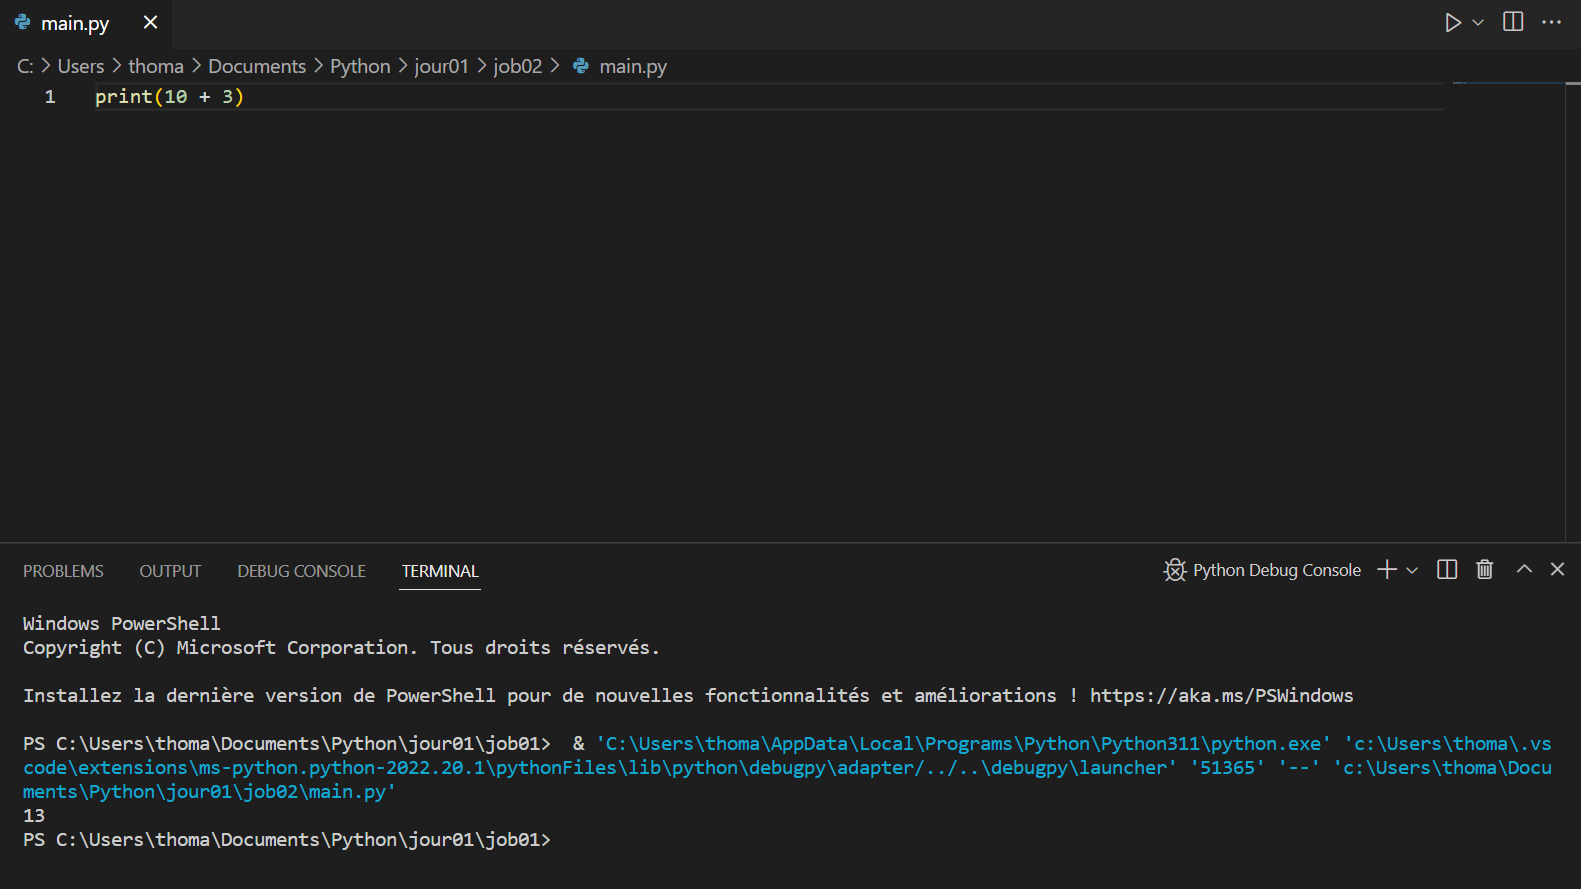 main.py
C: > Users > thoma > Documents > Python > jour01 > job02 > main.py
1 print(10 + 3)
PROBLEMS OUTPUT DEBUG CONSOLE TERMINAL Python Debug Console
Windows PowerShell
Copyright (C) Microsoft Corporation. Tous droits réservés.
Installez la dernière version de PowerShell pour de nouvelles fonctionnalités et améliorations ! https://aka.ms/PSWindows
PS C:\Users\thoma\Documents\Python\jour01\job01>  & 'C:\Users\thoma\AppData\Local\Programs\Python\Python311\python.exe' 'c:\Users\thoma\.vs
code\extensions\ms-python.python-2022.20.1\pythonFiles\lib\python\debugpy\adapter/../..\debugpy\launcher' '51365' '--' 'c:\Users\thoma\Docu
ments\Python\jour01\job02\main.py'
13
PS C:\Users\thoma\Documents\Python\jour01\job01>